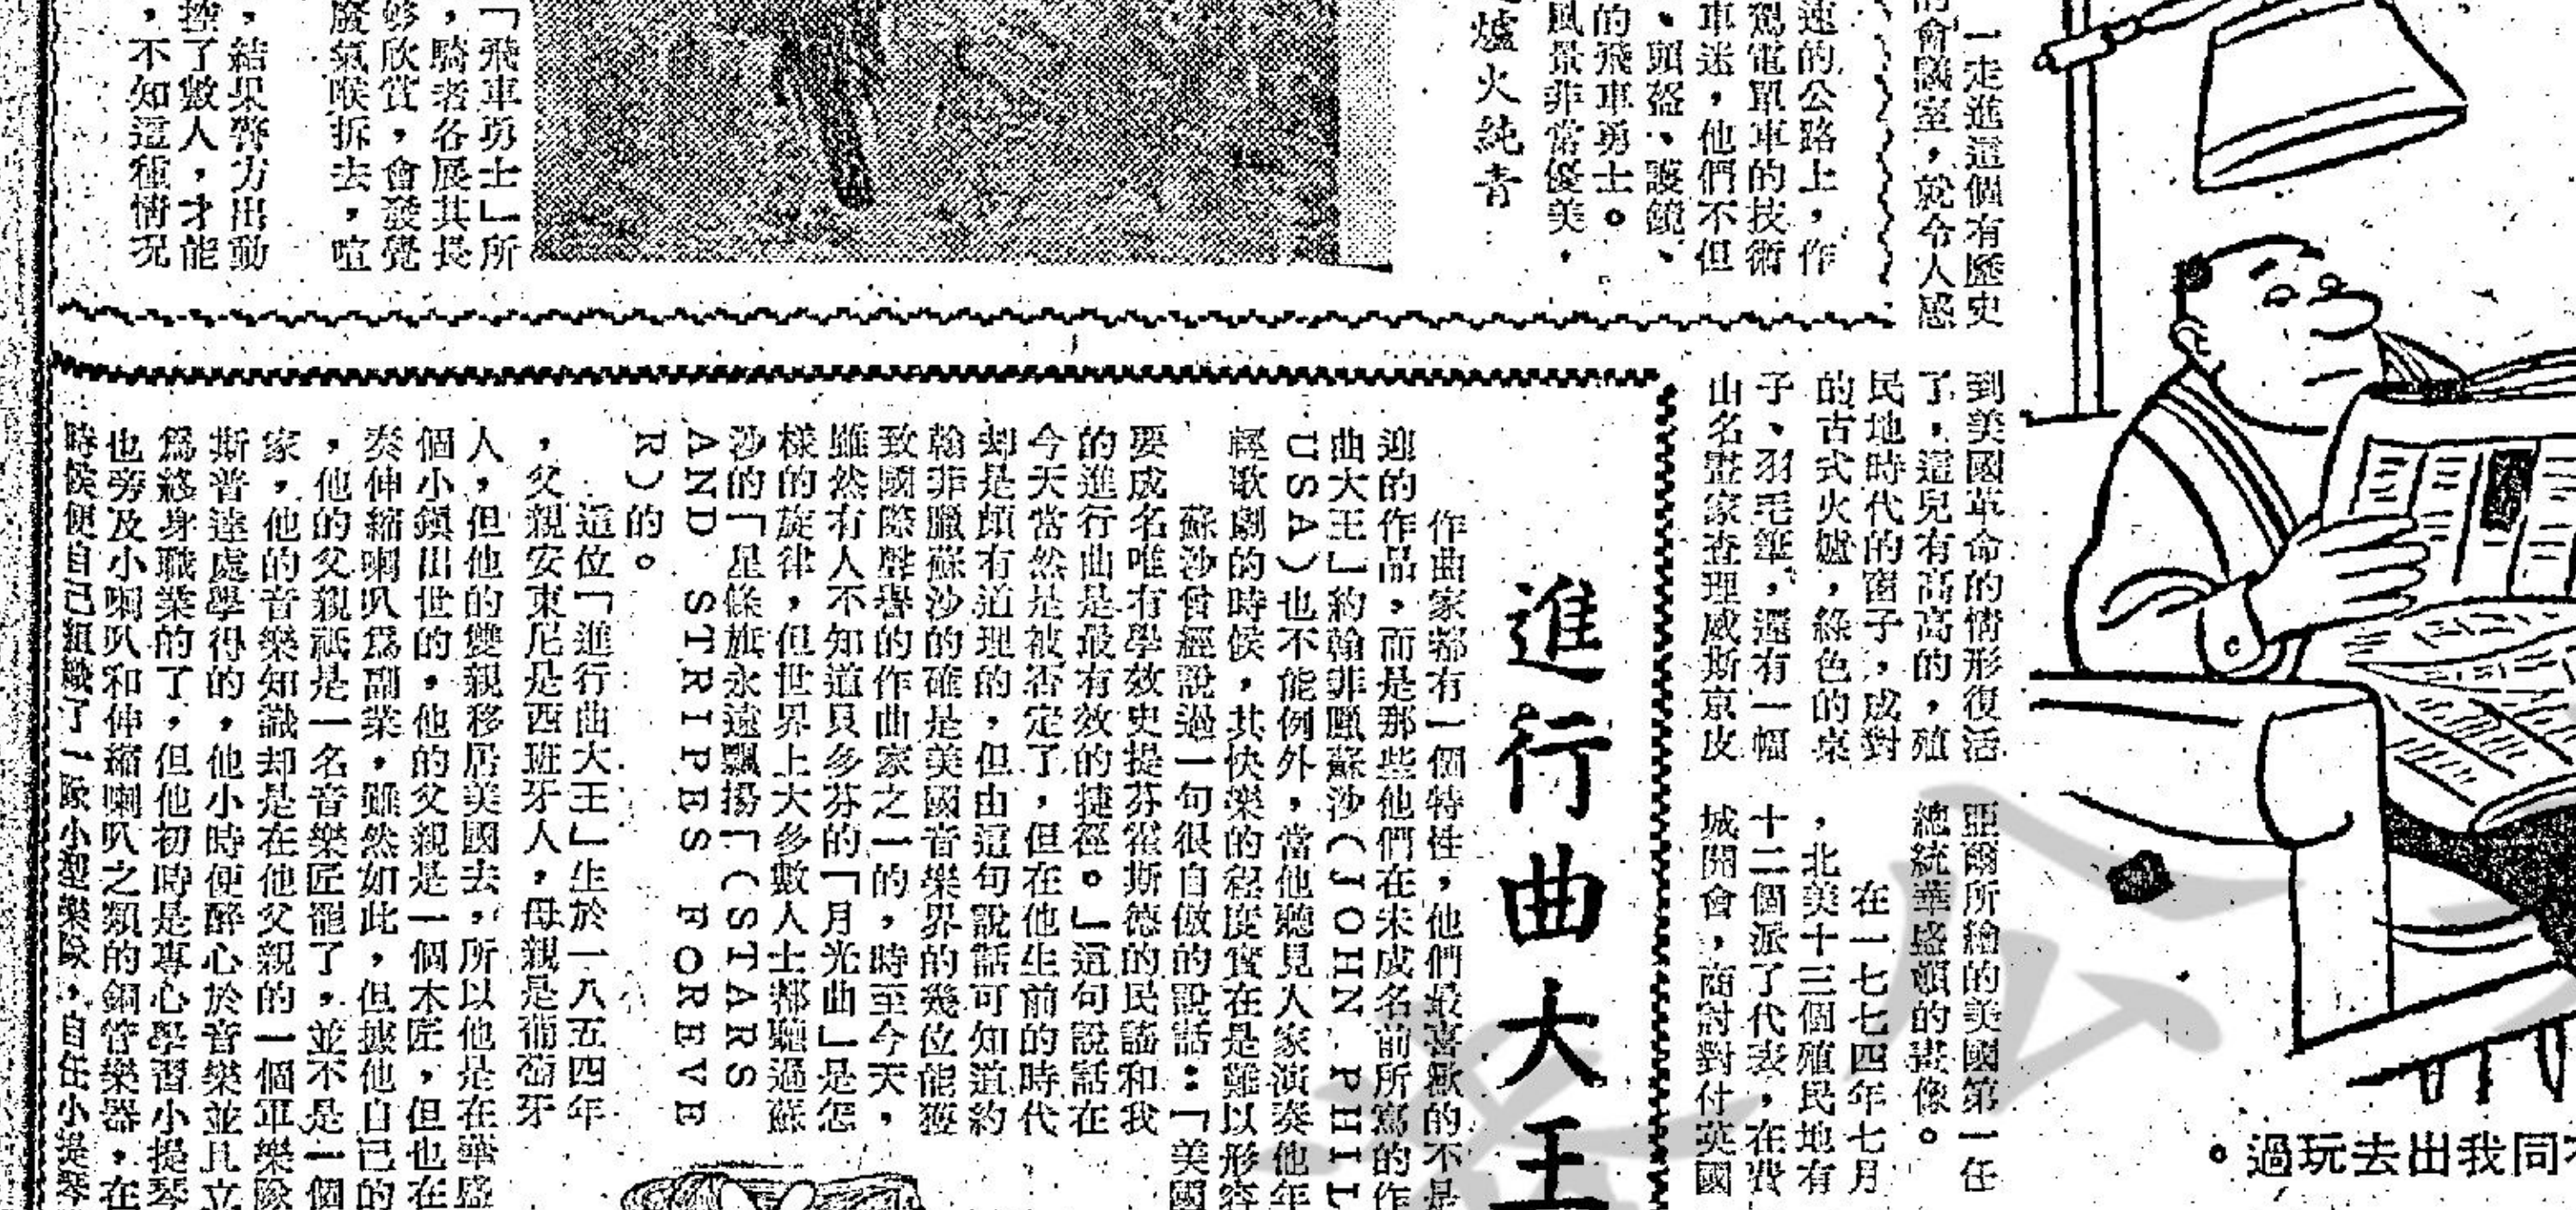 一走進這個有歷史
會議室,就令人感
到美國革命的情形復活
了,這兒有高高的,殖
民地時代的窗子,成對
的古式火爐,綠色的桌
子、羽毛筆,還有一幅
由名畫家查理威斯京皮
亞爾所繪的美國第一任
總統華盛頓的畫像。
在一七七四年七月
,北美十三個殖民地有
十二個派了代表,在費
城開會,商討對付英國
速的公路上,作
駕電單車的技術
車迷,他們不但
、頭盔、護鏡、
的飛車勇士。
風景非常優美,
爐火純青
「飛車勇士」所
,騎者各展其長
够欣賞,會發覺
廢氣喉拆去,喧
,結果警方出動
控了數人,才能
,不知這種情况
進行曲大王
作曲家都有一個特性,他們最喜歡的不是
迎的作品,而是那些他們在未成名前所寫的作
曲大王」約翰菲臘蘇沙(JOHN PHIL
USA)也不能例外,當他聽見人家演奏他年
輕歌劇的時候,其快樂的程度實在是難以形容
蘇沙曾經說過一句很自傲的說話:「美國
要成名唯有學效史提芬霍斯德的民謠和我
的進行曲是最有效的捷徑。」這句說話在
今天當然是被否定了,但在他生前的時代
却是頗有道理的,但由這句說話可知道約
翰菲臘蘇沙的確是美國音樂界的幾位能獲
致國際聲譽的作曲家之一的,時至今天,
雖然有人不知道貝多芬的「月光曲」是怎
樣的旋律,但世界上大多數人士都聽過蘇
沙的「星條旗永遠飄揚「(STARS
AND STRIPES FOREVE
R)的。
這位「進行曲大王」生於一八五四年
,父親安東尼是西班牙人,母親是葡萄牙
人,但他的雙親移居美國去,所以他是在華盛
個小鎮出世的,他的父親是一個木匠,但也在
奏伸縮喇叭爲副業,雖然如此,但據他自己的
,他的父親祇是一名音樂匠罷了,並不是一個
家,他的音樂知識却是在他父親的一個軍樂隊
斯普達處學得的,他小時便醉心於音樂並且立
爲終身職業的了,但他初時是專心學習小提琴
也旁及小喇叭和伸縮喇叭之類的銅管樂器,在
時候便自己組織了一隊小型樂隊,自任小提琴
同我出去玩過。